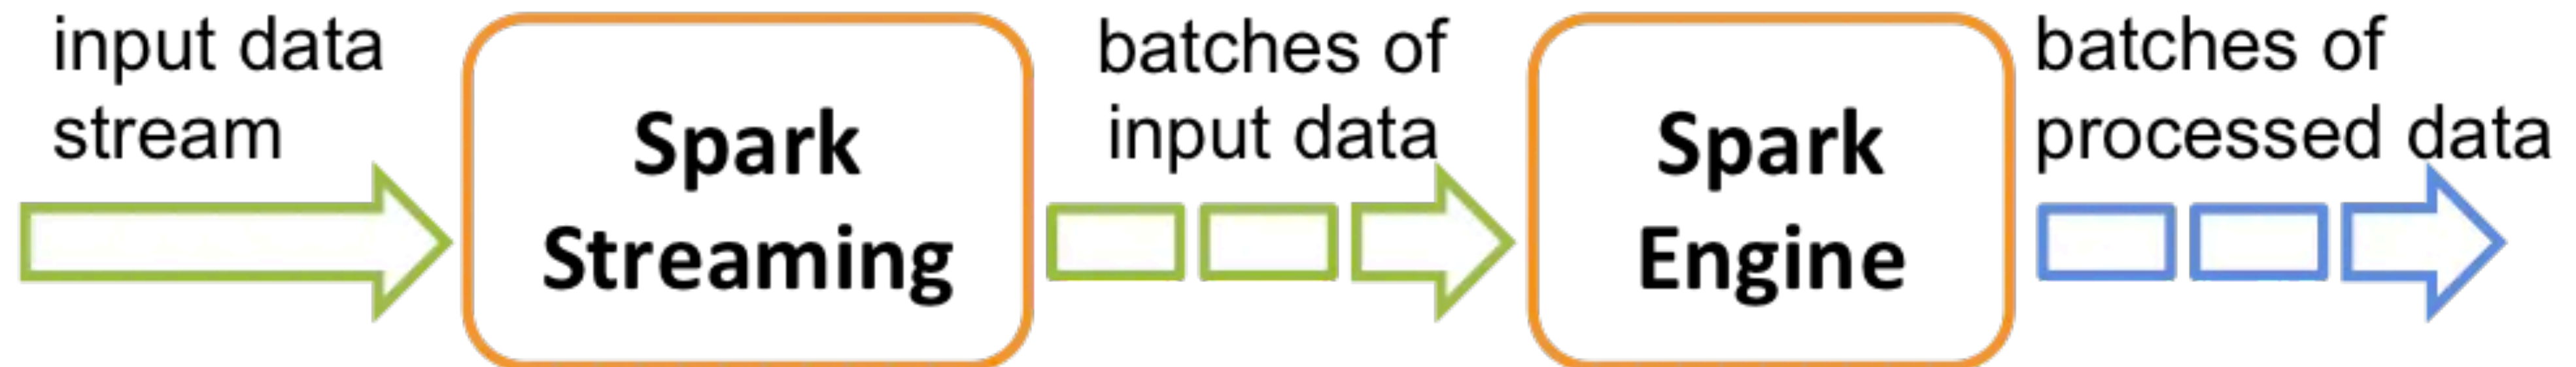 input data
stream
Spark
Streaming
batches of
input data
Spark
Engine
batches of
processed data